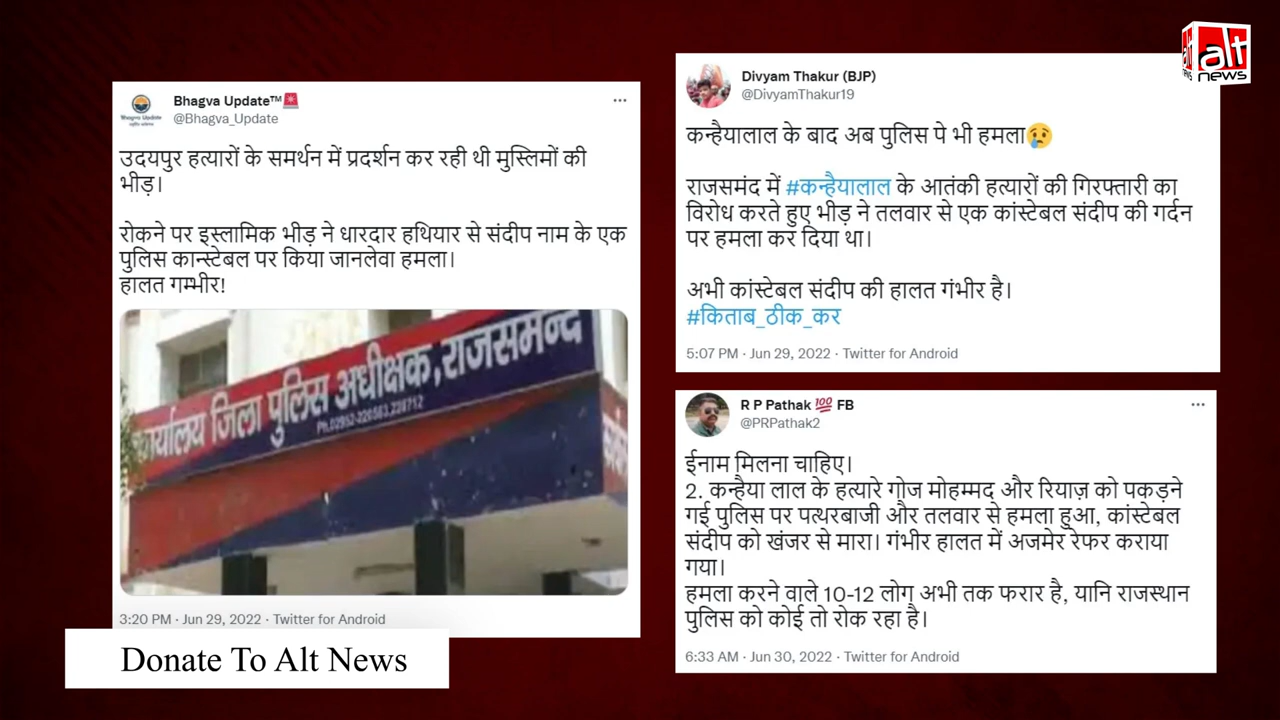 alt
news
Bhagva Update™
@Bhagva_Update
उदयपुर हत्यारों के समर्थन में प्रदर्शन कर रही थी मुस्लिमों की
भीड़।
रोकने पर इस्लामिक भीड़ ने धारदार हथियार से संदीप नाम के एक
पुलिस कान्स्टेबल पर किया जानलेवा हमला।
हालत गम्भीर!
कार्यालय जिला पुलिस अधीक्षक, राजसमन्द
3:20 PM · Jun 29, 2022 · Twitter for Android
Donate To Alt News
Divyam Thakur (BJP)
@DivyamThakur19
कन्हैयालाल के बाद अब पुलिस पे भी हमला😢
राजसमंद में #कन्हैयालाल के आतंकी हत्यारों की गिरफ्तारी का
विरोध करते हुए भीड़ ने तलवार से एक कांस्टेबल संदीप की गर्दन
पर हमला कर दिया था।
अभी कांस्टेबल संदीप की हालत गंभीर है।
#किताब_ठीक_कर
5:07 PM · Jun 29, 2022 · Twitter for Android
R P Pathak 💯 FB
@PRPathak2
ईनाम मिलना चाहिए।
2. कन्हैया लाल के हत्यारे गोज मोहम्मद और रियाज़ को पकड़ने
गई पुलिस पर पत्थरबाजी और तलवार से हमला हुआ, कांस्टेबल
संदीप को खंजर से मारा। गंभीर हालत में अजमेर रेफर कराया
गया।
हमला करने वाले 10-12 लोग अभी तक फरार है, यानि राजस्थान
पुलिस को कोई तो रोक रहा है।
6:33 AM · Jun 30, 2022 · Twitter for Android